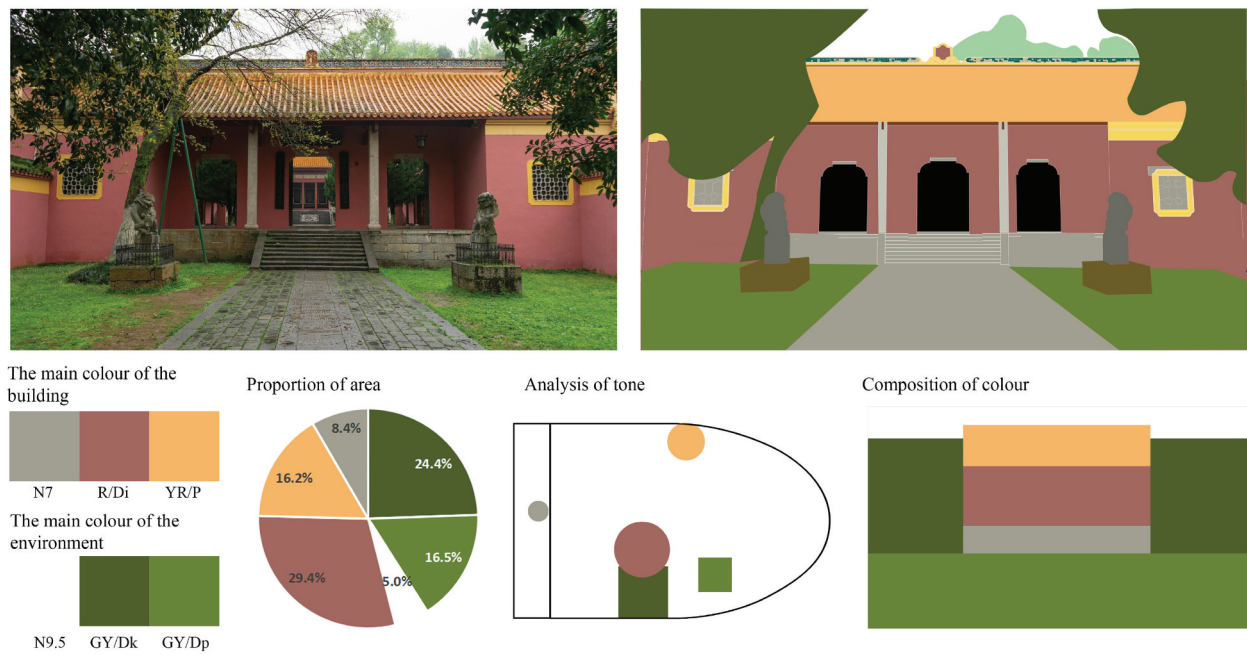 The main colour of the
building
N7
R/Di
YR/P
The main colour of the
environment
N9.5
GY/Dk
GY/Dp
Proportion of area
8.4%
24.4%
16.2%
16.5%
29.4%
5.0%
Analysis of tone
Composition of colour